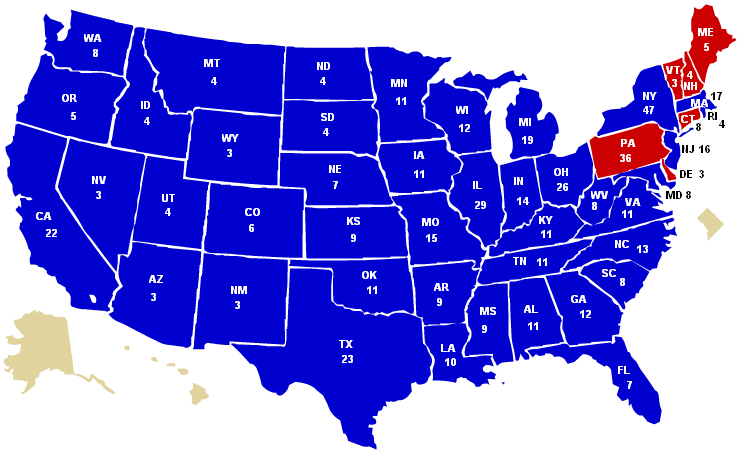 WA
8
OR
5
CA
22
NV
3
ID
4
MT
4
WY
3
UT
4
AZ
3
CO
6
NM
3
ND
4
SD
4
NE
7
KS
9
OK
11
TX
23
MN
11
IA
11
MO
15
AR
9
LA
10
WI
12
IL
29
MI
19
IN
14
OH
26
KY
11
TN 11
MS
9
AL
11
GA
12
FL
7
SC
8
NC 13
VA
11
WV
8
PA
36
NY
47
VT
3
4
NH
ME
5
17
MA
RI
4
CT
8
NJ 16
DE 3
MD 8